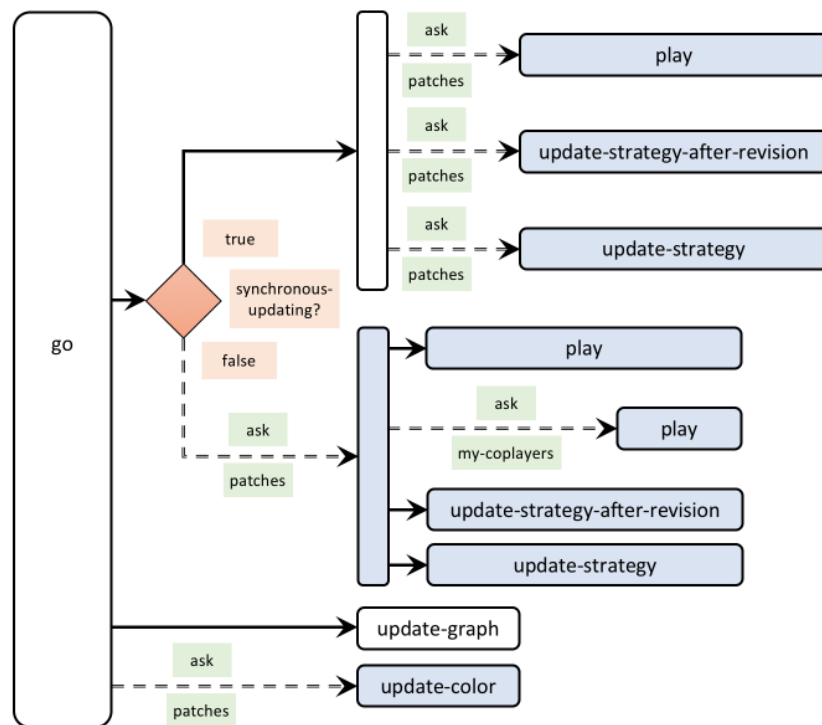 go
true
synchronous-
updating?
false
ask
patches
play
ask
patches
update-strategy-after-revision
ask
patches
update-strategy
ask
patches
play
ask
my-coplayers
play
update-strategy-after-revision
update-strategy
update-graph
ask
patches
update-color